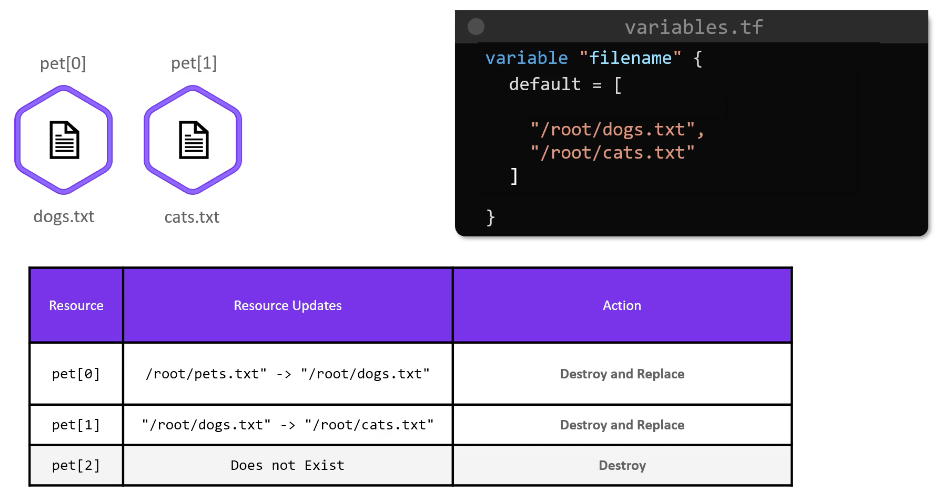 pet[0] pet[1]
dogs.txt cats.txt
variables.tf
variable "filename" {
default = [
"/root/dogs.txt",
"/root/cats.txt"
]
}
Resource Resource Updates Action
pet[0] /root/pets.txt" -> "/root/dogs.txt" Destroy and Replace
pet[1] "/root/dogs.txt" -> "/root/cats.txt" Destroy and Replace
pet[2] Does not Exist Destroy